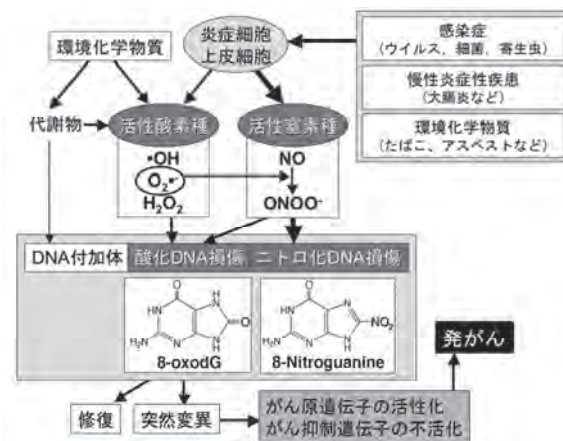 環境化学物質
炎症細胞
上皮細胞
感染症
(ウイルス、細菌、寄生虫)
慢性炎症性疾患
(大腸炎など)
環境化学物質
(たばこ、アスベストなど)
代謝物
活性酸素種
活性窒素種
•OH
O₂•⁻
H₂O₂
NO
ONOO⁻
DNA付加体
酸化DNA損傷
ニトロ化DNA損傷
O
HN
H₂N
N
H
N
N
H
O
8-oxodG
O
HN
H₂N
N
N
N
H
NO₂
8-Nitroguanine
発がん
修復
突然変異
がん原遺伝子の活性化
がん抑制遺伝子の不活化